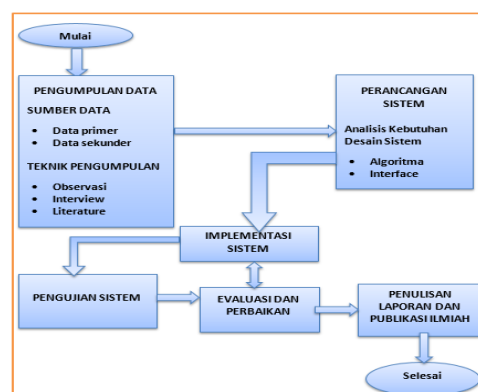 Mulai
PENGUMPULAN DATA
SUMBER DATA
• Data primer
• Data sekunder
TEKNIK PENGUMPULAN
• Observasi
• Interview
• Literature
PERANCANGAN
SISTEM
Analisis Kebutuhan
Desain Sistem
• Algoritma
• Interface
IMPLEMENTASI
SISTEM
PENGUJIAN SISTEM
EVALUASI DAN
PERBAIKAN
PENULISAN
LAPORAN DAN
PUBLIKASI ILMIAH
Selesai